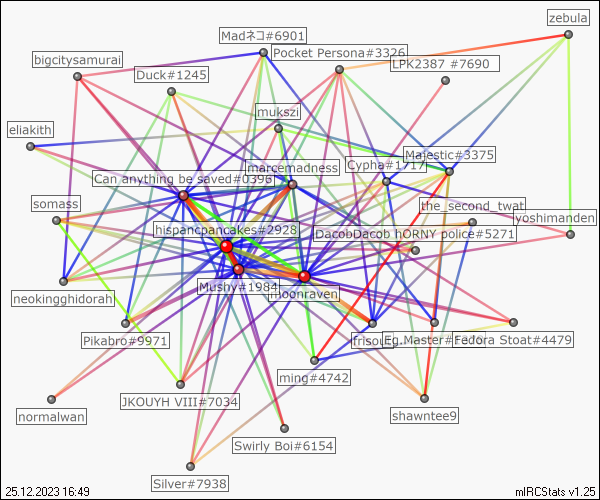 zebula
Madネコ#6901
Pocket Persona#3326
bigcitysamurai
LPK2387 #7690
Duck#1245
mukszi
eliakith
Majestic#3375
Cypha#1717
marcemadness
Can anything be saved#0396
somass
the_second_twat
yoshimanden
hispancpancakes#2928
DacobDacob hORNY police#5271
Mushy#1984
moonraven
neokingghidorah
Pikabro#9971
frisout
Eg.Master#
Fedora Stoat#4479
ming#4742
JKOUYH VIII#7034
normalwan
shawntee9
Swirly Boi#6154
Silver#7938
25.12.2023 16:49
mIRCStats v1.25